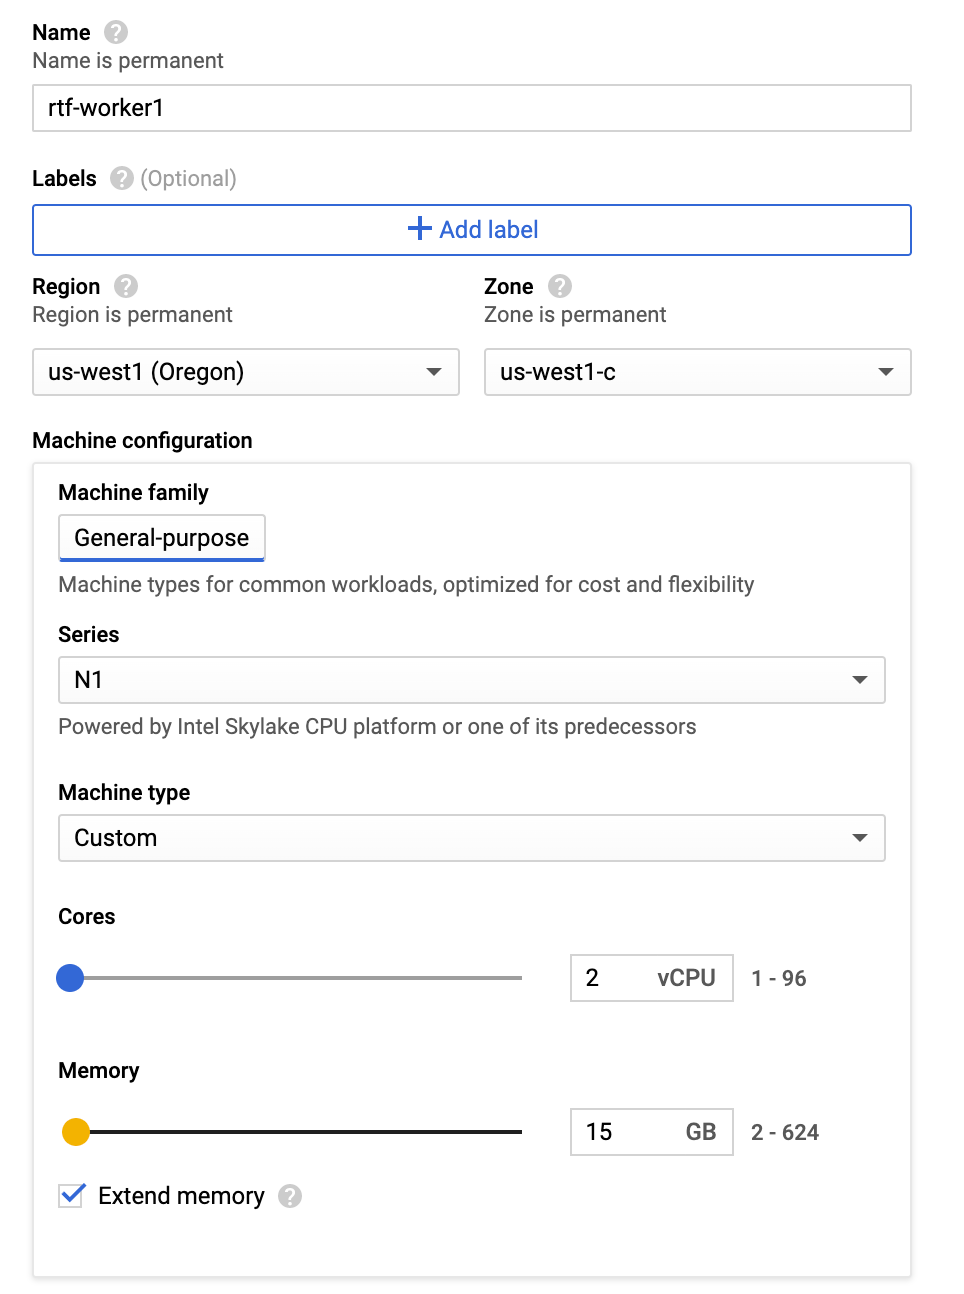 Name ?
Name is permanent
rtf-worker1
Labels ? (Optional)
+ Add label
Region ?
Region is permanent
us-west1 (Oregon)
Zone ?
Zone is permanent
us-west1-c
Machine configuration
Machine family
General-purpose
Machine types for common workloads, optimized for cost and flexibility
Series
N1
Powered by Intel Skylake CPU platform or one of its predecessors
Machine type
Custom
Cores
2 vCPU 1 - 96
Memory
15 GB 2 - 624
Extend memory ?